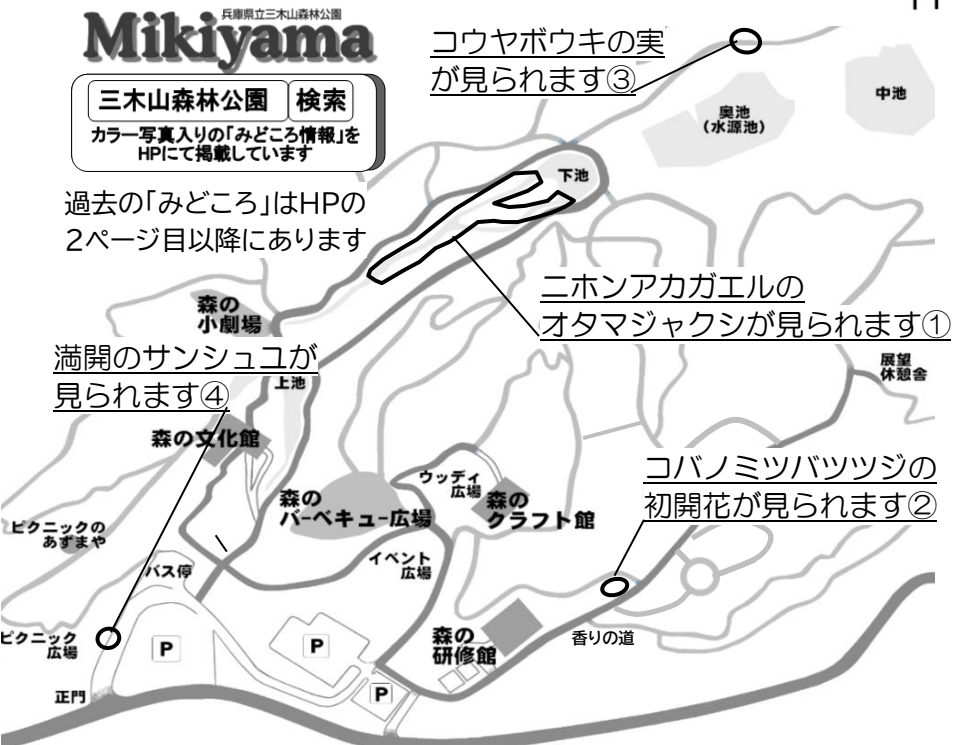 兵庫県立三木山森林公園
Mikiyama
三木山森林公園 検索
カラー写真入りの「みどころ情報」を
HPにて掲載しています
過去の「みどころ」はHPの
2ページ目以降にあります
コウヤボウキの実
が見られます③
奥池
(水源池)
中池
下池
ニホンアカガエルの
オタマジャクシが見られます①
森の
小劇場
満開のサンシュユが
見られます④
上池
展望
休憩舎
森の文化館
コバノミツバツツジの
初開花が見られます②
ウッディ
広場
森の
バーベキュー広場
森の
クラフト館
ピクニックの
あずまや
イベント
広場
バス停
ピクニック
広場
P
P
P
森の
研修館
香りの道
正門